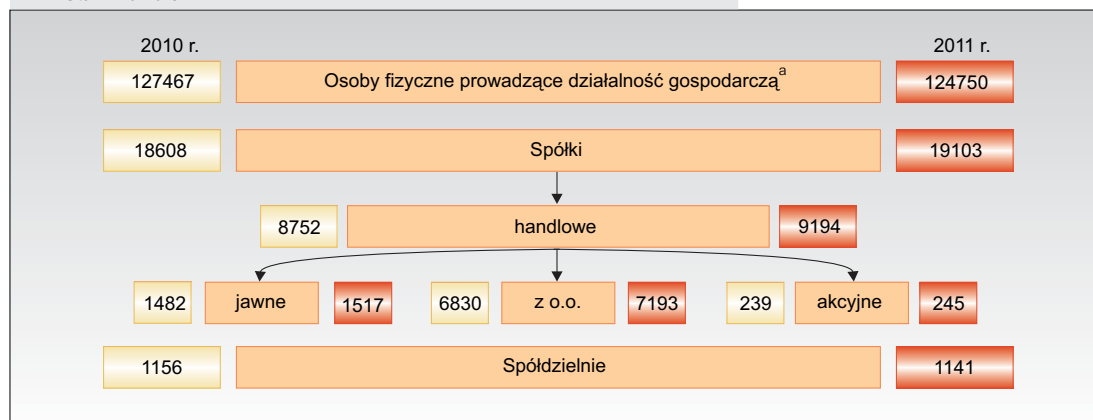 2010 r. 2011 r.
127467 Osoby fizyczne prowadzące działalność gospodarczą^a 124750
18608 Spółki 19103
8752 handlowe 9194
1482 jawne 1517 6830 z o.o. 7193 239 akcyjne 245
1156 Spółdzielnie 1141